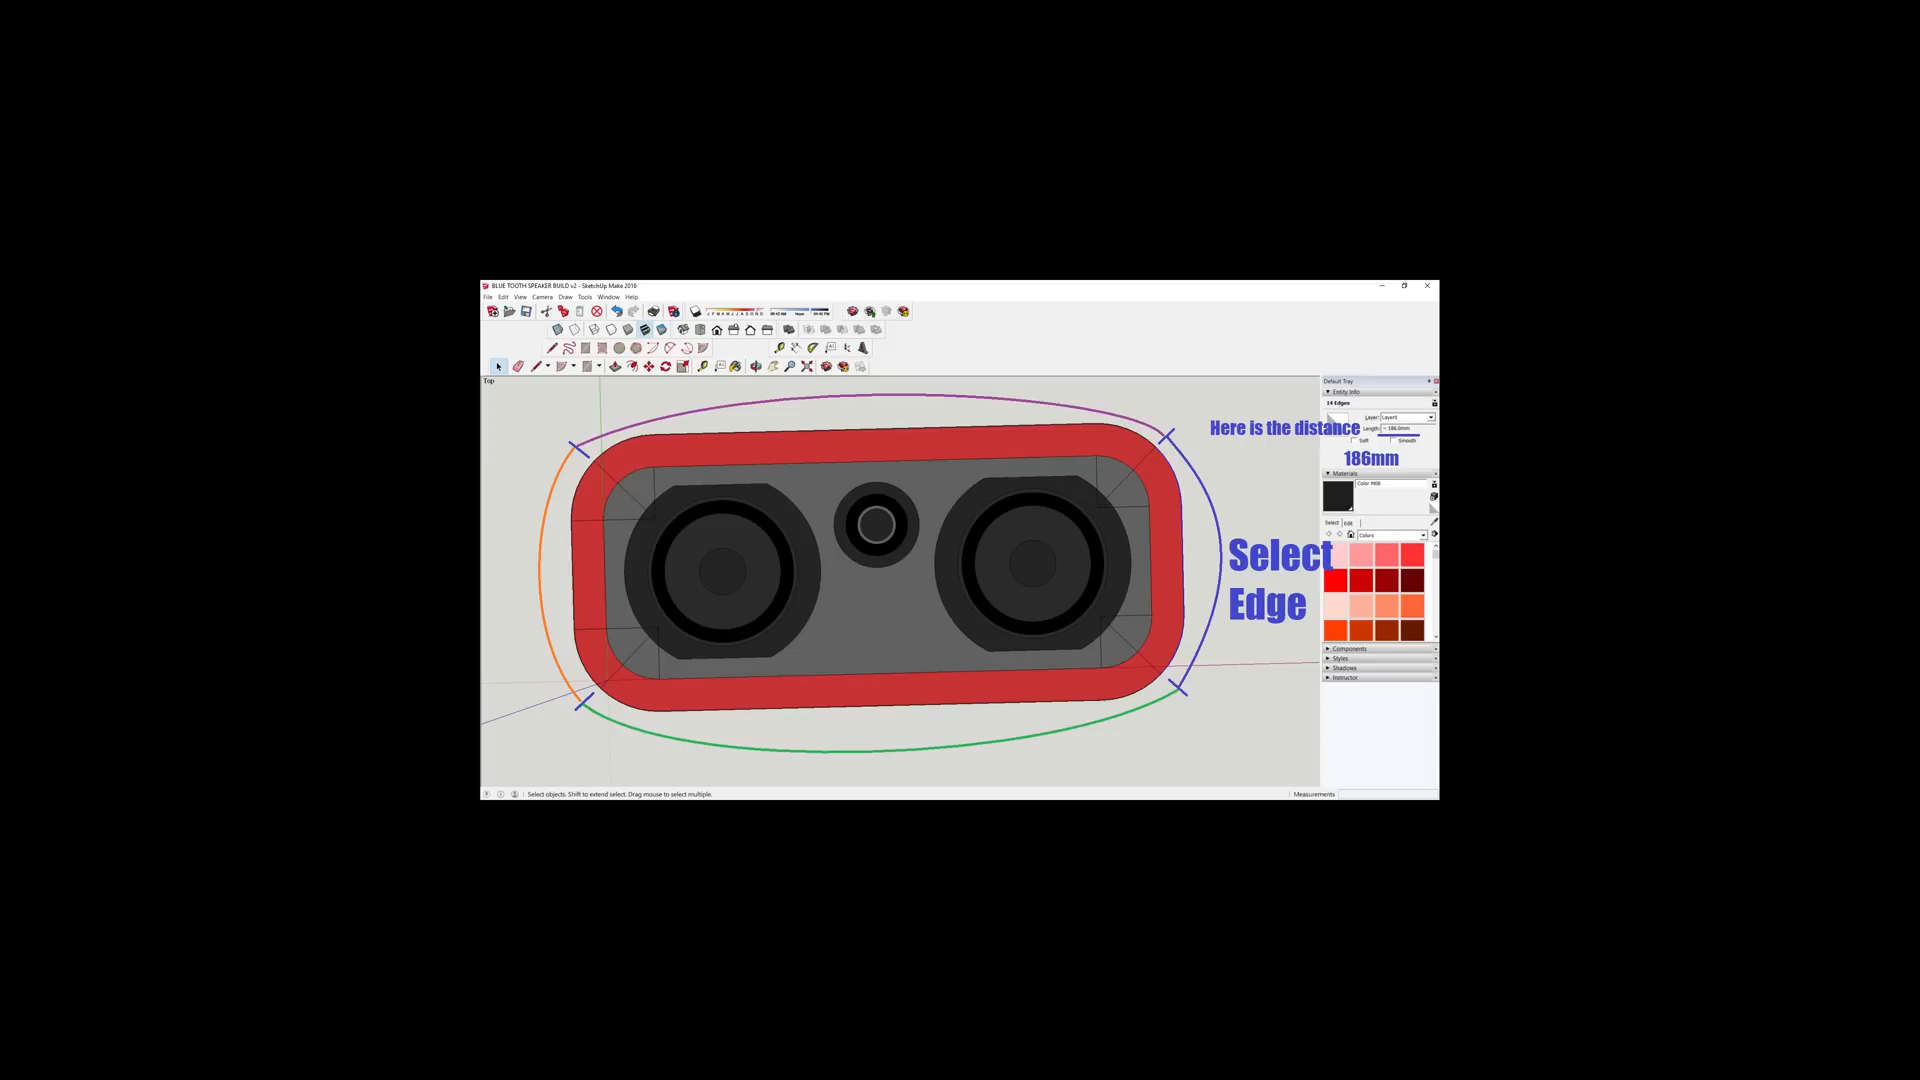 BLUE TOOTH SPEAKER BUILD v2 - SketchUp Make 2016
File Edit View Camera Draw Tools Window Help
J F M A M J J A S O N D
Top
Default Tray
Entity Info
14 Edges
Layer: Layer0
Here is the distance
Length: ~ 186.0mm
Soft Smooth
186mm
Materials
Color M08
Select Edit
Colors
Select
Edge
Components
Styles
Shadows
Instructor
Select objects. Shift to extend select. Drag mouse to select multiple.
Measurements